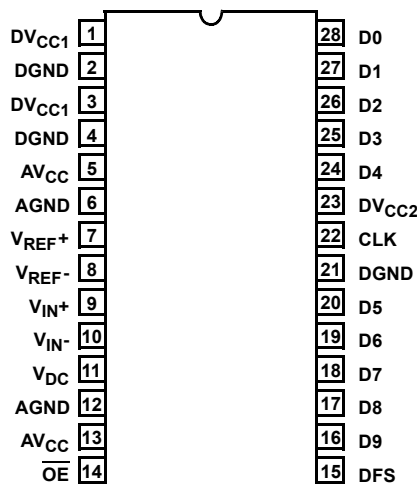 DVCC1 1 28 D0
DGND 2 27 D1
DVCC1 3 26 D2
DGND 4 25 D3
AVCC 5 24 D4
AGND 6 23 DVCC2
VREF+ 7 22 CLK
VREF- 8 21 DGND
VIN+ 9 20 D5
VIN- 10 19 D6
VDC 11 18 D7
AGND 12 17 D8
AVCC 13 16 D9
O̅E̅ 14 15 DFS